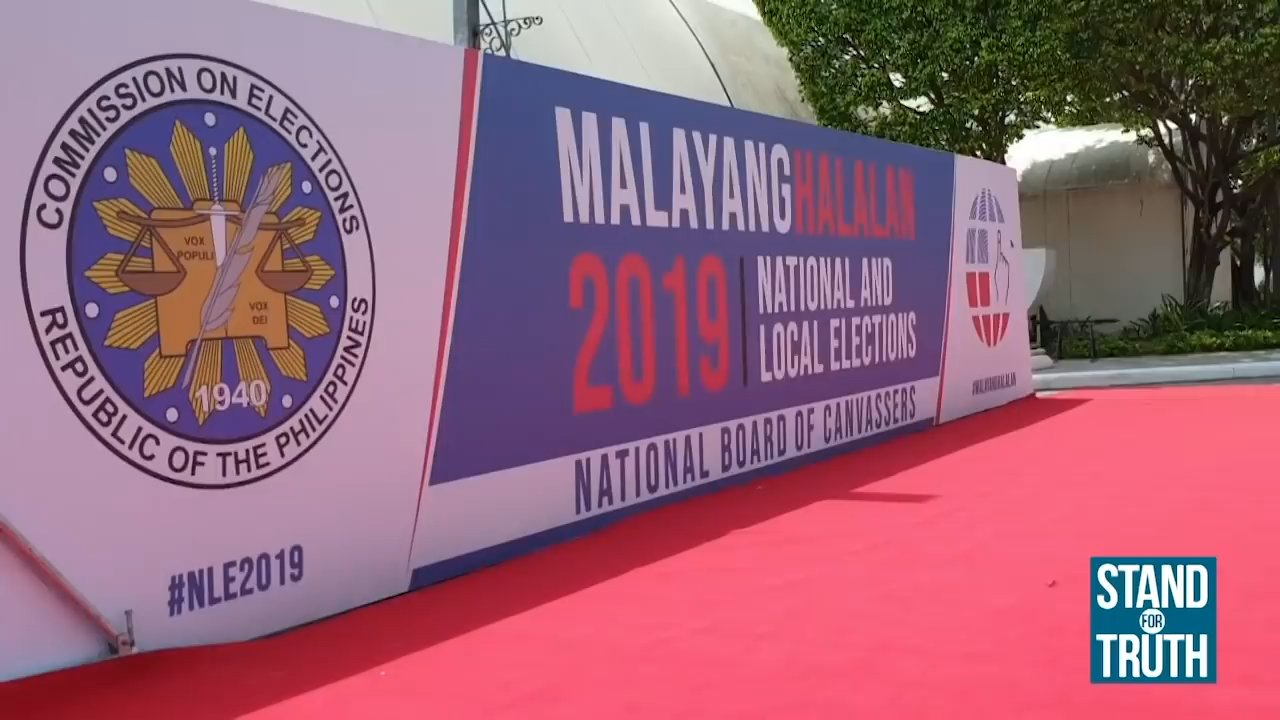 COMMISSION ON ELECTIONS
VOX
POPULI
VOX
DEI
1940
REPUBLIC OF THE PHILIPPINES
#NLE2019
MALAYANGHALALAN
2019
NATIONAL AND
LOCAL ELECTIONS
NATIONAL BOARD OF CANVASSERS
#MALAYANGHALALAN
STAND
FOR
TRUTH